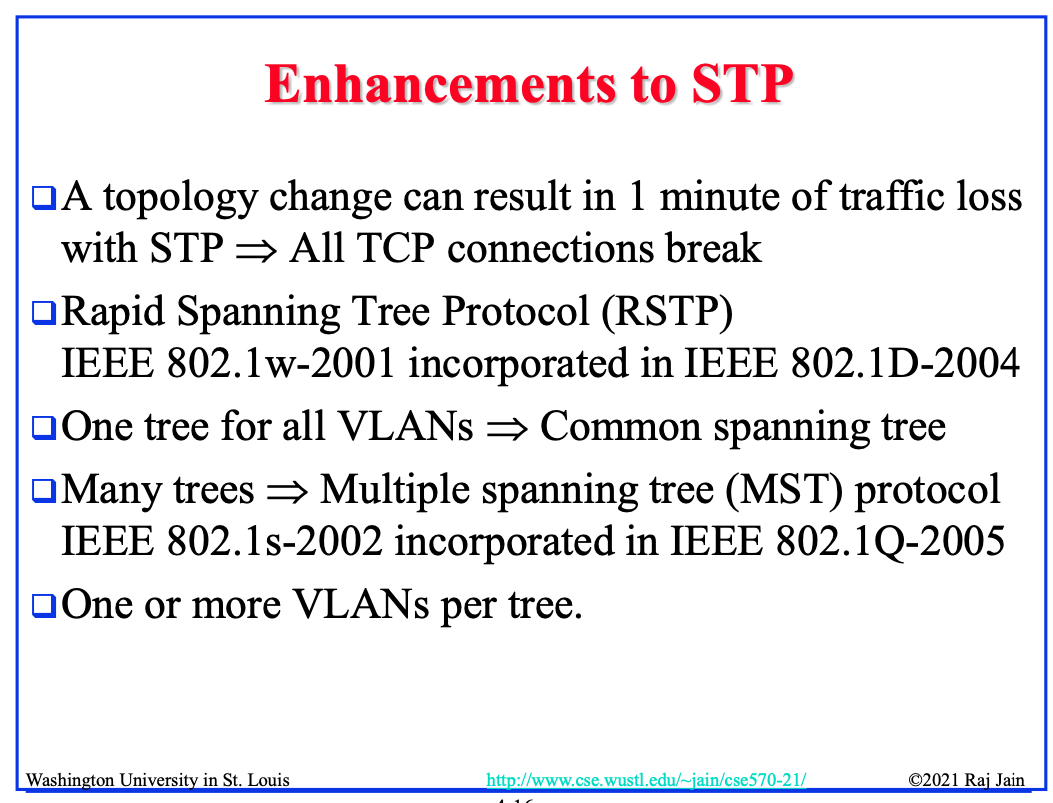 Enhancements to STP
A topology change can result in 1 minute of traffic loss
with STP ⇒ All TCP connections break
Rapid Spanning Tree Protocol (RSTP)
IEEE 802.1w-2001 incorporated in IEEE 802.1D-2004
One tree for all VLANs ⇒ Common spanning tree
Many trees ⇒ Multiple spanning tree (MST) protocol
IEEE 802.1s-2002 incorporated in IEEE 802.1Q-2005
One or more VLANs per tree.
Washington University in St. Louis http://www.cse.wustl.edu/~jain/cse570-21/ ©2021 Raj Jain